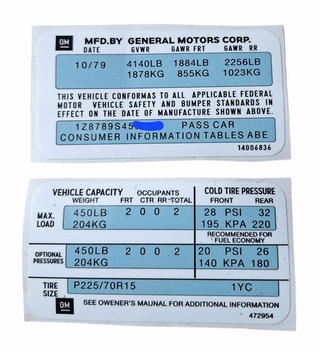 GM MFD.BY GENERAL MOTORS CORP.
DATE GVWR GAWR FRT GAWR RR
10/79 4140LB 1884LB 2256LB
1878KG 855KG 1023KG
THIS VEHICLE CONFORMAS TO ALL APPLICABLE FEDERAL
MOTOR VEHICLE SAFETY AND BUMPER STANDARDS IN
EFFECT ON THE DATE OF MANUFACTURE SHOWN ABOVE.
1Z8789S45 PASS CAR
CONSUMER INFORMATION TABLES ABE
14006836
VEHICLE CAPACITY OCCUPANTS COLD TIRE PRESSURE
WEIGHT FRT CTR RR TOTAL FRONT REAR
MAX. LOAD 450LB 2 0 0 2 28 PSI 32
204KG 195 KPA 220
RECOMMENDED FOR FUEL ECONOMY
OPTIONAL PRESSURES 450LB 2 0 0 2 20 PSI 26
204KG 140 KPA 180
TIRE SIZE P225/70R15 1YC
GM SEE OWENER'S MAUNAL FOR ADDITIONAL INFORMATION
472954